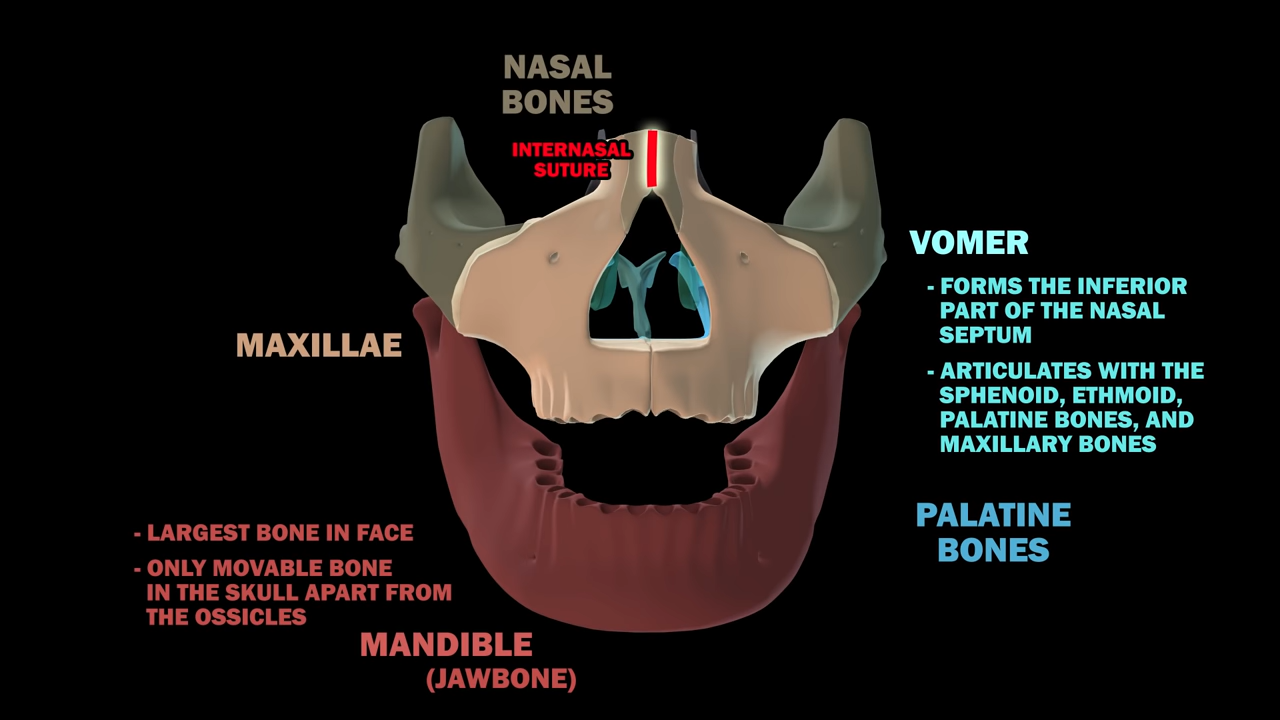 NASAL
BONES
INTERNASAL
SUTURE
VOMER
- FORMS THE INFERIOR
PART OF THE NASAL
SEPTUM
- ARTICULATES WITH THE
SPHENOID, ETHMOID,
PALATINE BONES, AND
MAXILLARY BONES
MAXILLAE
PALATINE
BONES
- LARGEST BONE IN FACE
- ONLY MOVABLE BONE
IN THE SKULL APART FROM
THE OSSICLES
MANDIBLE
(JAWBONE)